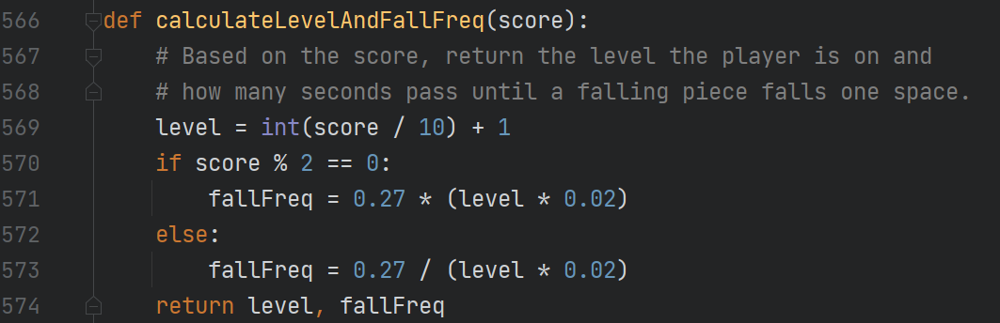 566 def calculateLevelAndFallFreq(score):
567     # Based on the score, return the level the player is on and
568     # how many seconds pass until a falling piece falls one space.
569     level = int(score / 10) + 1
570     if score % 2 == 0:
571         fallFreq = 0.27 * (level * 0.02)
572     else:
573         fallFreq = 0.27 / (level * 0.02)
574     return level, fallFreq